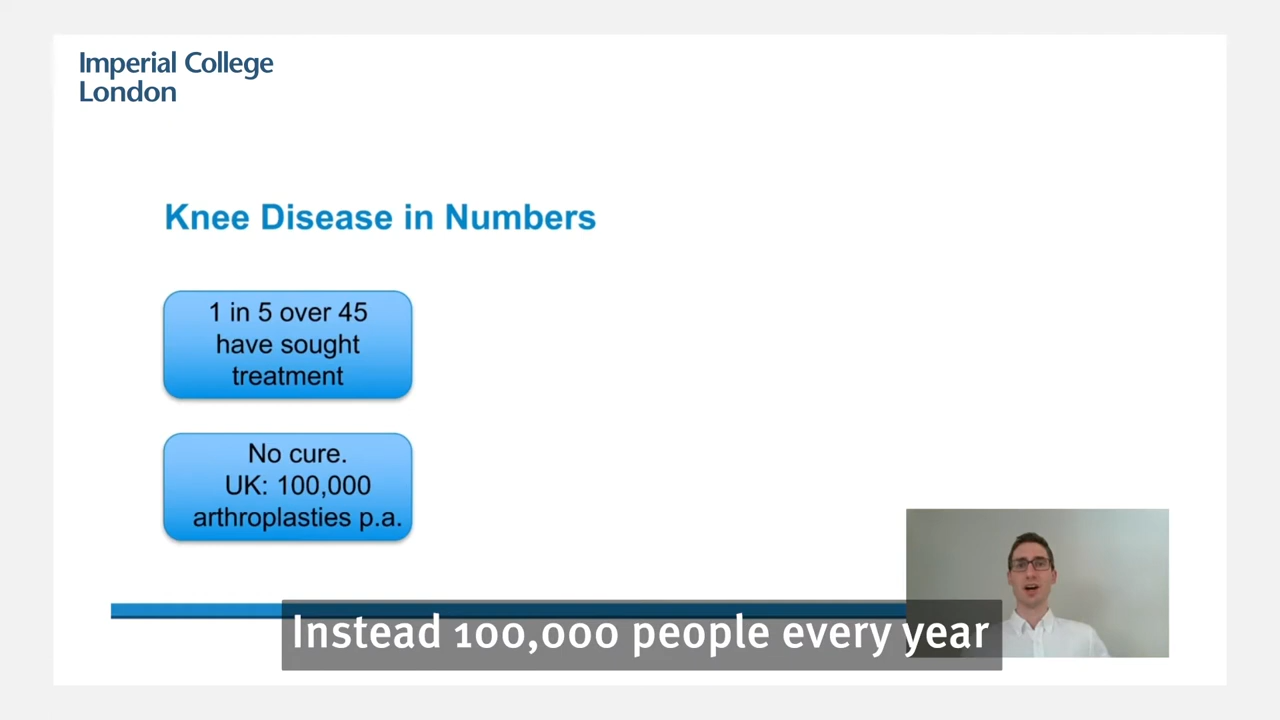 Imperial College
London
Knee Disease in Numbers
1 in 5 over 45
have sought
treatment
No cure.
UK: 100,000
arthroplasties p.a.
Instead 100,000 people every year